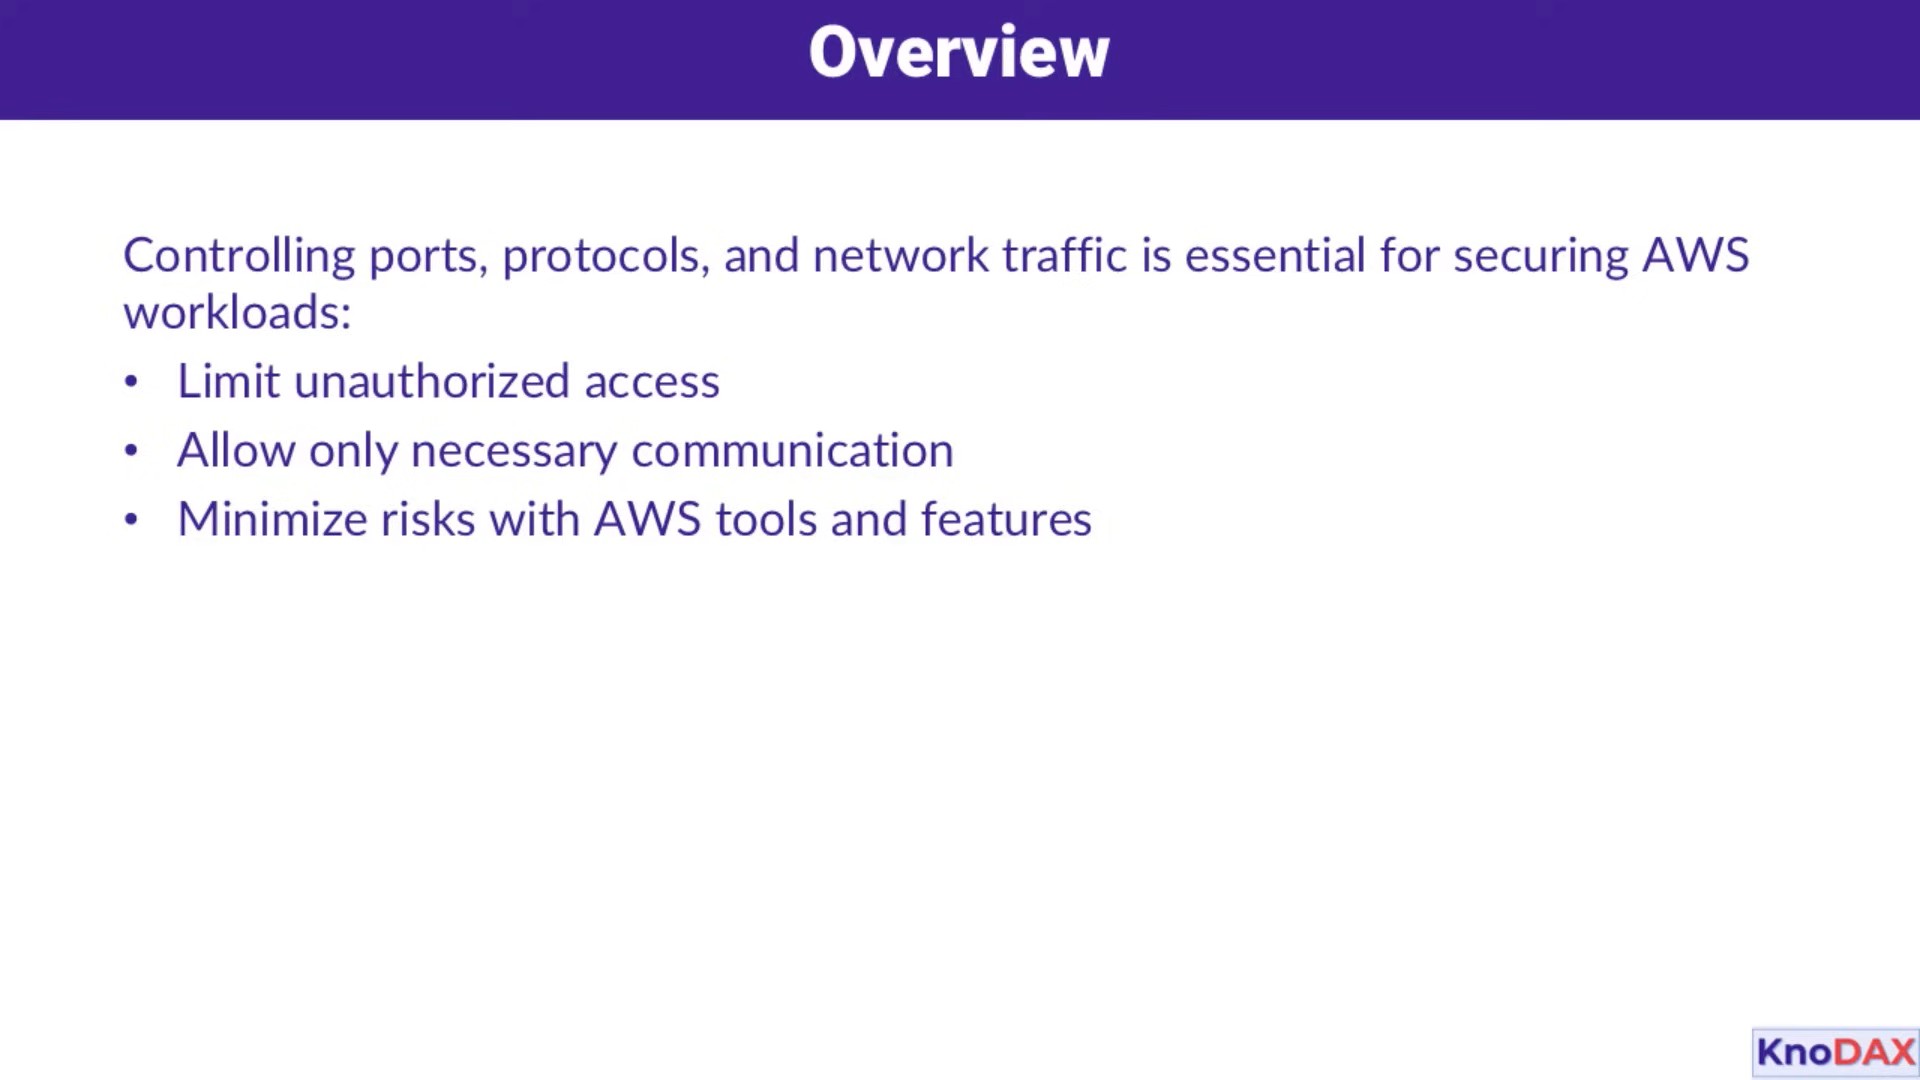 Overview
Controlling ports, protocols, and network traffic is essential for securing AWS
workloads:
• Limit unauthorized access
• Allow only necessary communication
• Minimize risks with AWS tools and features
KnoDAX